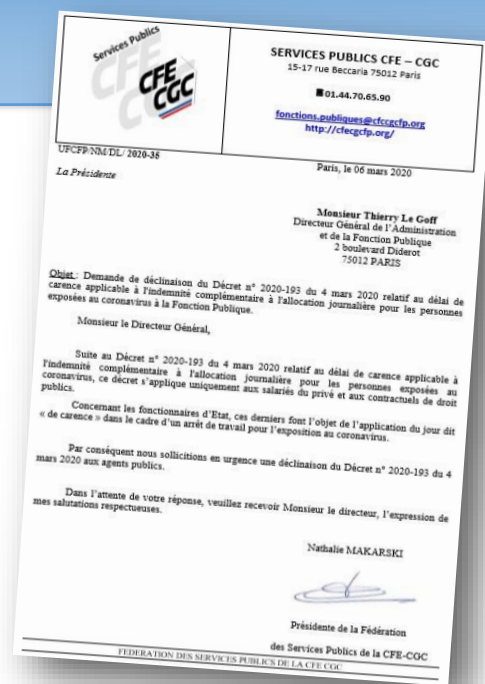 Services Publics
CFE
CGC
CFE
CGC
SERVICES PUBLICS CFE – CGC
15-17 rue Beccaria 75012 Paris
01.44.70.65.90
fonctions.publiques@cfecgcfp.org
http://cfecgcfp.org/
UFCFP/NM/DL/ 2020-36
Paris, le 06 mars 2020
La Présidente
Monsieur Thierry Le Goff
Directeur Général de l'Administration
et de la Fonction Publique
2 boulevard Diderot
75012 PARIS
Objet : Demande de déclinaison du Décret n° 2020-193 du 4 mars 2020 relatif au délai de
carence applicable à l'indemnité complémentaire à l'allocation journalière pour les personnes
exposées au coronavirus à la Fonction Publique.
Monsieur le Directeur Général,
Suite au Décret n° 2020-193 du 4 mars 2020 relatif au délai de carence applicable à
l'indemnité complémentaire à l'allocation journalière pour les personnes exposées au
coronavirus, ce décret s'applique uniquement aux salariés du privé et aux contractuels de droit
publics.
Concernant les fonctionnaires d'Etat, ces derniers font l'objet de l'application du jour dit
« de carence » dans le cadre d'un arrêt de travail pour l'exposition au coronavirus.
Par conséquent nous sollicitions en urgence une déclinaison du Décret n° 2020-193 du 4
mars 2020 aux agents publics.
Dans l'attente de votre réponse, veuillez recevoir Monsieur le directeur, l'expression de
mes salutations respectueuses.
Nathalie MAKARSKI
Présidente de la Fédération
des Services Publics de la CFE-CGC
FEDERATION DES SERVICES PUBLICS DE LA CFE CGC